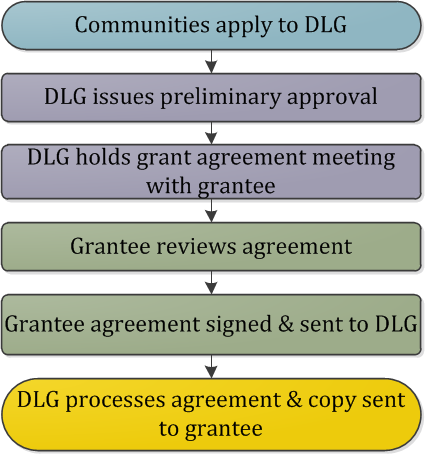 Communities apply to DLG
DLG issues preliminary approval
DLG holds grant agreement meeting
with grantee
Grantee reviews agreement
Grantee agreement signed & sent to DLG
DLG processes agreement & copy sent
to grantee